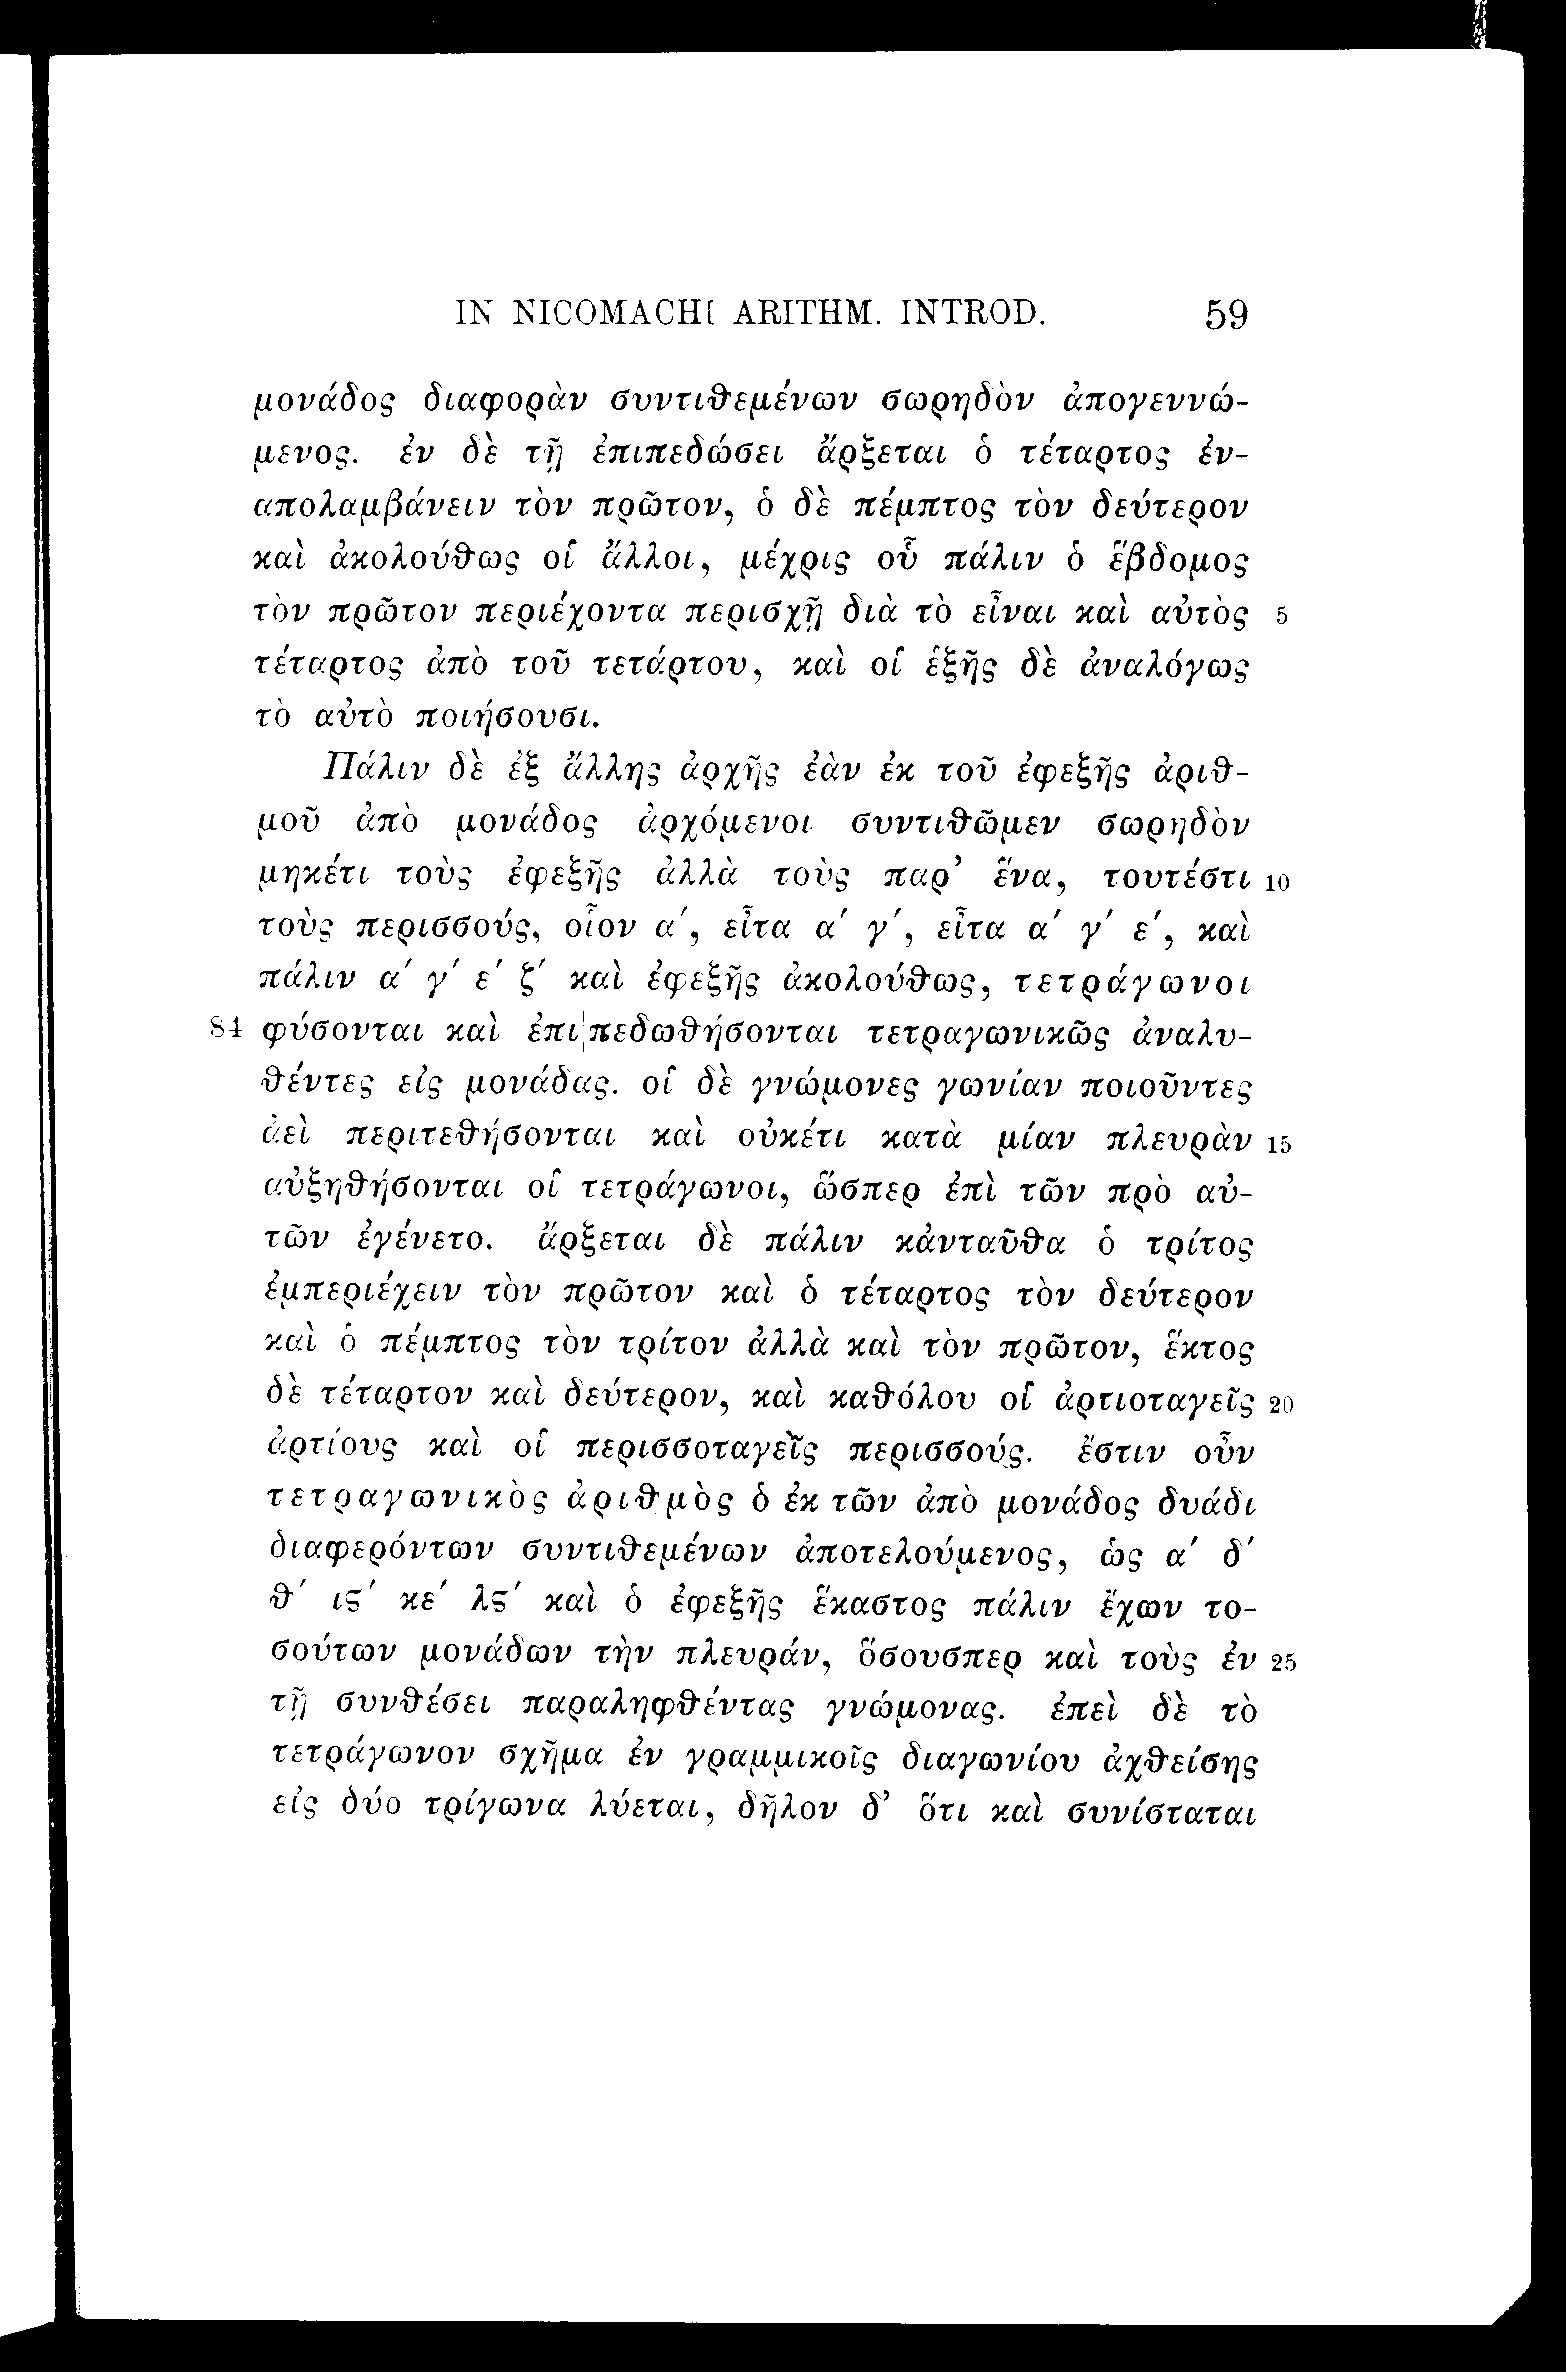 IN NICOMACHI ARITHM. INTROD. 59
μονάδος διαφορὰν συντιθεμένων σωρηδὸν ἀπογεννώ-
μενος. ἐν δὲ τῇ ἐπιπεδώσει ἄρξεται ὁ τέταρτος ἐν-
απολαμβάνειν τὸν πρῶτον, ὁ δὲ πέμπτος τὸν δεύτερον
καὶ ἀκολούθως οἱ ἄλλοι, μέχρις οὗ πάλιν ὁ ἕβδομος
τὸν πρῶτον περιέχοντα περισχῇ διὰ τὸ εἶναι καὶ αὐτὸς 5
τέταρτος ἀπὸ τοῦ τετάρτου, καὶ οἱ ἑξῆς δὲ ἀναλόγως
τὸ αὐτὸ ποιήσουσι.
Πάλιν δὲ ἐξ ἄλλης ἀρχῆς ἐὰν ἐκ τοῦ ἐφεξῆς ἀριθ-
μοῦ ἀπὸ μονάδος ἀρχόμενοι συντιθῶμεν σωρηδὸν
μηκέτι τοὺς ἐφεξῆς ἀλλὰ τοὺς παρ’ ἕνα, τουτέστι 10
τοὺς περισσούς, οἷον α′, εἶτα α′ γ′, εἶτα α′ γ′ ε′, καὶ
πάλιν α′ γ′ ε′ ζ′ καὶ ἐφεξῆς ἀκολούθως, τετράγωνοι
84 φύσονται καὶ ἐπι|πεδωθήσονται τετραγωνικῶς ἀναλυ-
θέντες εἰς μονάδας. οἱ δὲ γνώμονες γωνίαν ποιοῦντες
ἀεὶ περιτεθήσονται καὶ οὐκέτι κατὰ μίαν πλευρὰν 15
αὐξηθήσονται οἱ τετράγωνοι, ὥσπερ ἐπὶ τῶν πρὸ αὐ-
τῶν ἐγένετο. ἄρξεται δὲ πάλιν κἀνταῦθα ὁ τρίτος
ἐμπεριέχειν τὸν πρῶτον καὶ ὁ τέταρτος τὸν δεύτερον
καὶ ὁ πέμπτος τὸν τρίτον ἀλλὰ καὶ τὸν πρῶτον, ἕκτος
δὲ τέταρτον καὶ δεύτερον, καὶ καθόλου οἱ ἀρτιοταγεῖς 20
ἀρτίους καὶ οἱ περισσοταγεῖς περισσούς. ἔστιν οὖν
τετραγωνικὸς ἀριθμὸς ὁ ἐκ τῶν ἀπὸ μονάδος δυάδι
διαφερόντων συντιθεμένων ἀποτελούμενος, ὡς α′ δ′
θ′ ις′ κε′ λς′ καὶ ὁ ἐφεξῆς ἕκαστος πάλιν ἔχων το-
σούτων μονάδων τὴν πλευράν, ὅσουσπερ καὶ τοὺς ἐν 25
τῇ συνθέσει παραληφθέντας γνώμονας. ἐπεὶ δὲ τὸ
τετράγωνον σχῆμα ἐν γραμμικοῖς διαγωνίου ἀχθείσης
εἰς δύο τρίγωνα λύεται, δῆλον δ’ ὅτι καὶ συνίσταται